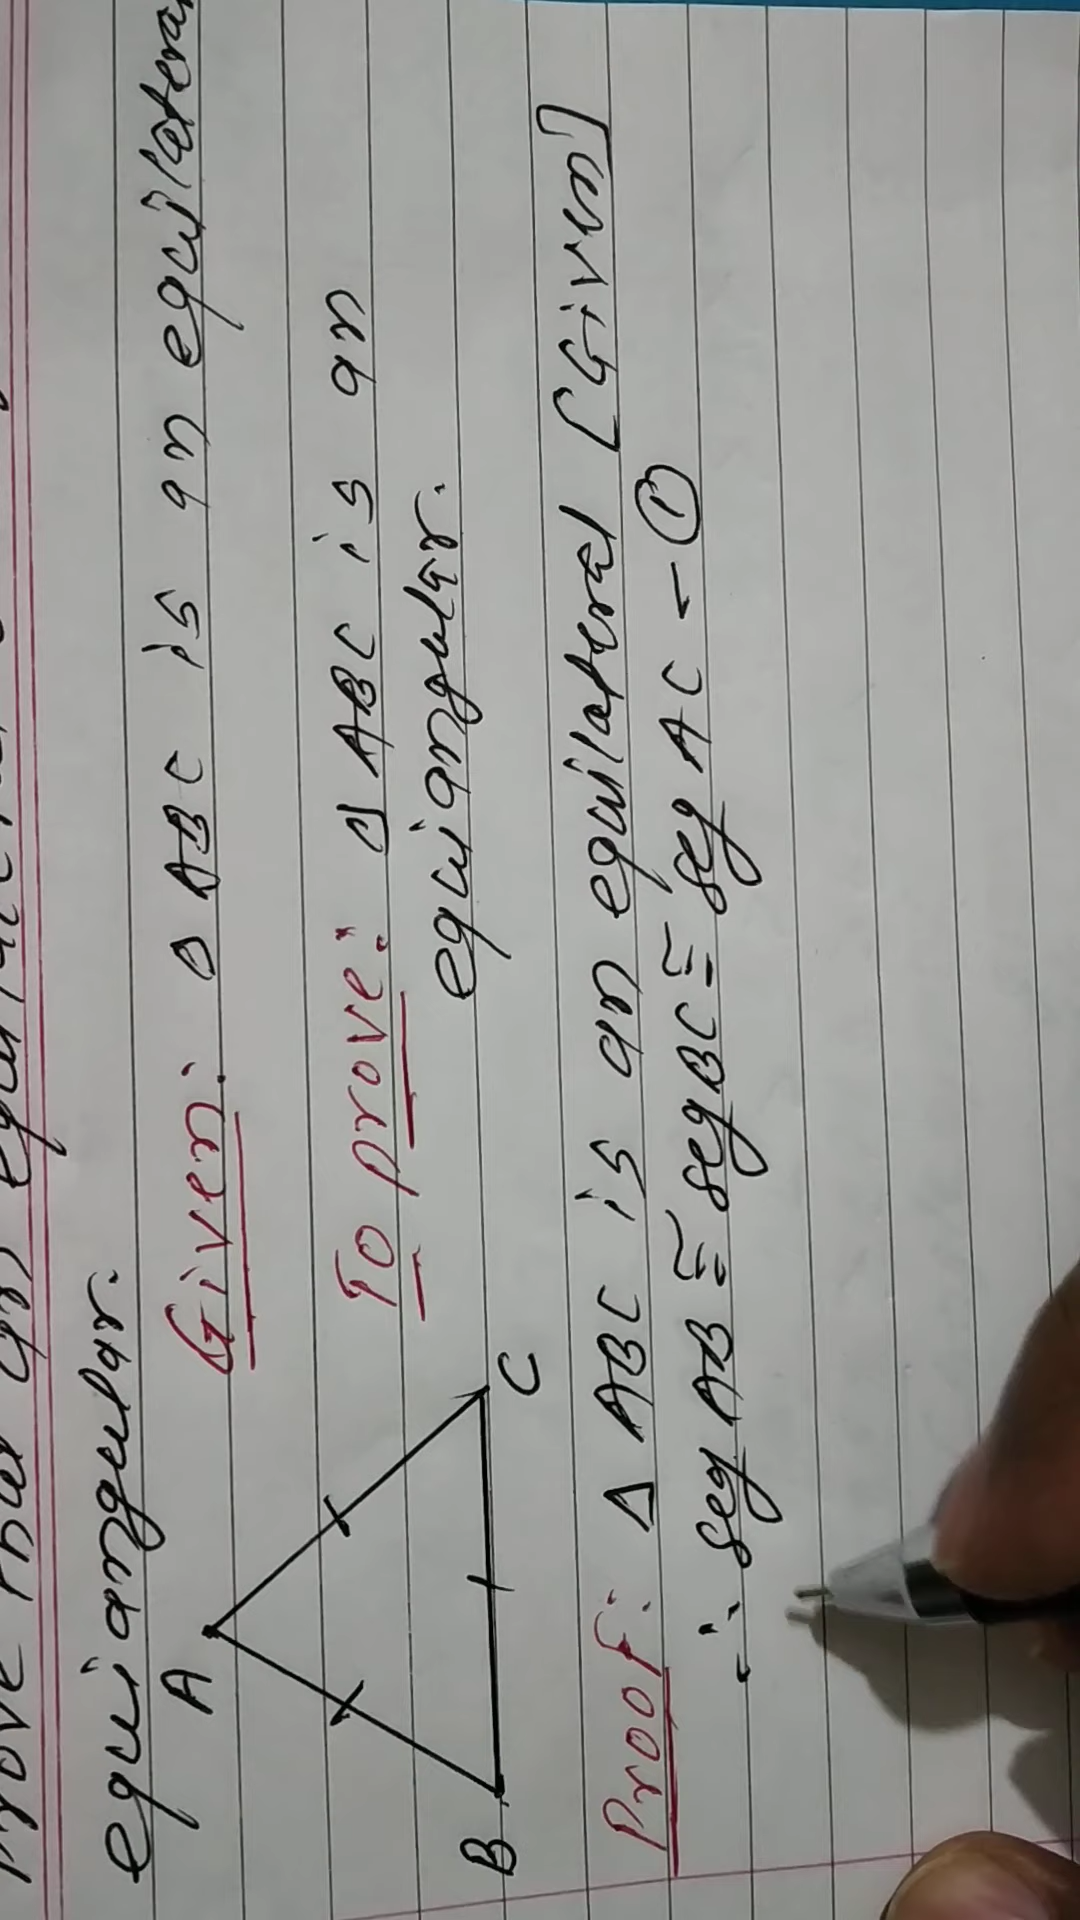 equiangular.
Given: Δ ABC is an equilatera
To prove: Δ ABC is an
equiangular.
A
B
C
Proof: Δ ABC is an equilateral [Given]
∴ seg AB ≅ seg BC ≅ seg AC - ①